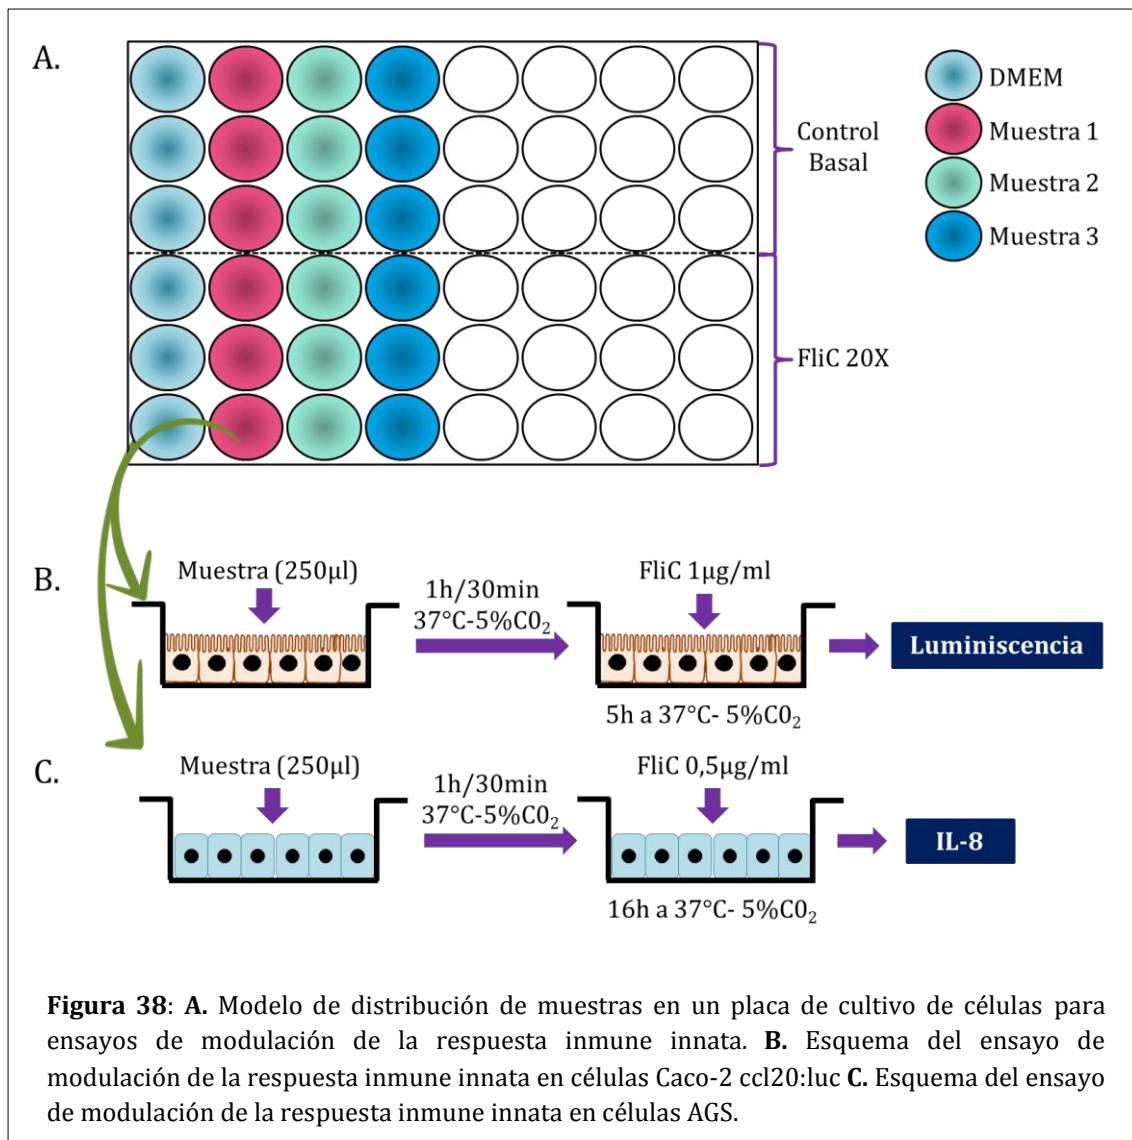 A.
DMEM
Muestra 1
Muestra 2
Muestra 3
Control
Basal
FliC 20X
B.
Muestra (250µl)
1h/30min
37°C-5%C0₂
FliC 1µg/ml
5h a 37°C- 5%C0₂
Luminiscencia
C.
Muestra (250µl)
1h/30min
37°C-5%C0₂
FliC 0,5µg/ml
16h a 37°C- 5%C0₂
IL-8
Figura 38: A. Modelo de distribución de muestras en un placa de cultivo de células para
ensayos de modulación de la respuesta inmune innata. B. Esquema del ensayo de
modulación de la respuesta inmune innata en células Caco-2 ccl20:luc C. Esquema del ensayo
de modulación de la respuesta inmune innata en células AGS.